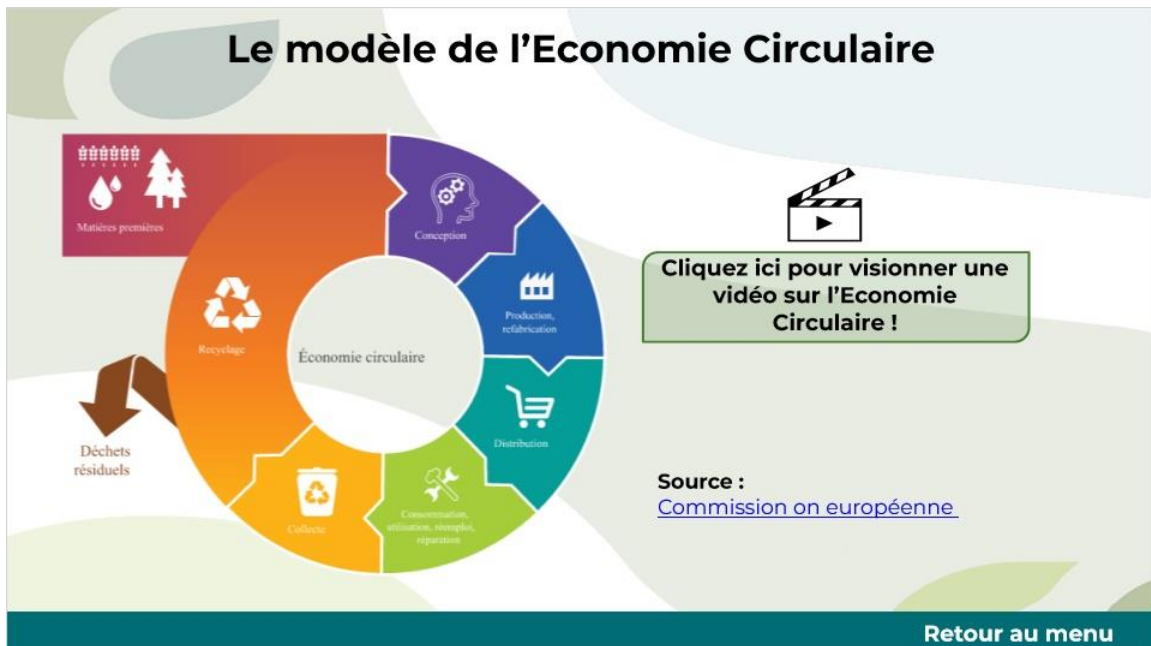 Le modèle de l’Economie Circulaire
Matières premières
Conception
Production,
refabrication
Recyclage
Économie circulaire
Distribution
Déchets
résiduels
Collecte
Consommation,
utilisation, réemploi,
réparation
Cliquez ici pour visionner une
vidéo sur l’Economie
Circulaire !
Source :
Commission on européenne
Retour au menu